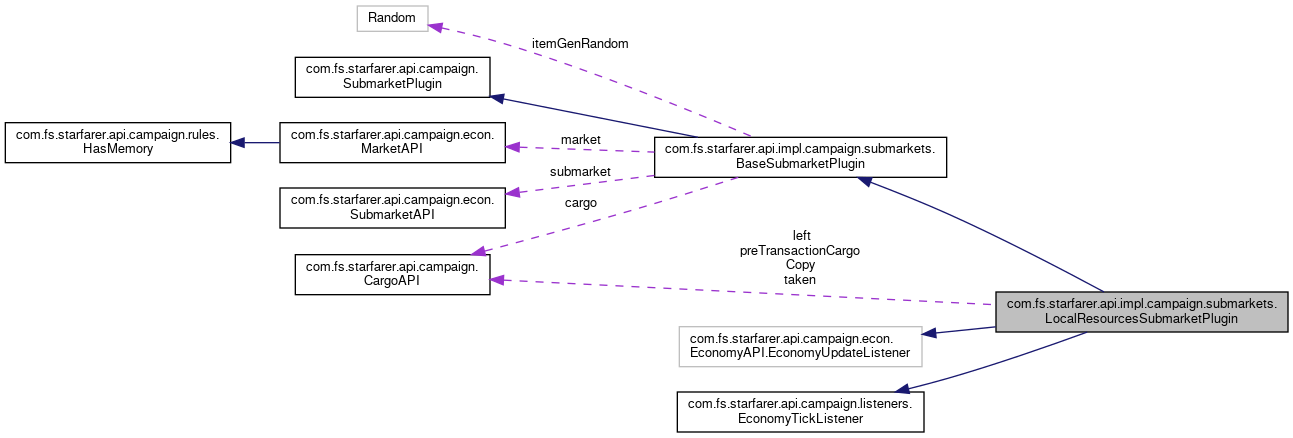 Random
itemGenRandom
com.fs.starfarer.api.campaign.
SubmarketPlugin
com.fs.starfarer.api.campaign.rules.
HasMemory
com.fs.starfarer.api.campaign.econ.
MarketAPI
market
com.fs.starfarer.api.impl.campaign.submarkets.
BaseSubmarketPlugin
submarket
com.fs.starfarer.api.campaign.econ.
SubmarketAPI
cargo
com.fs.starfarer.api.campaign.
CargoAPI
left
preTransactionCargo
Copy
taken
com.fs.starfarer.api.impl.campaign.submarkets.
LocalResourcesSubmarketPlugin
com.fs.starfarer.api.campaign.econ.
EconomyAPI.EconomyUpdateListener
com.fs.starfarer.api.campaign.listeners.
EconomyTickListener